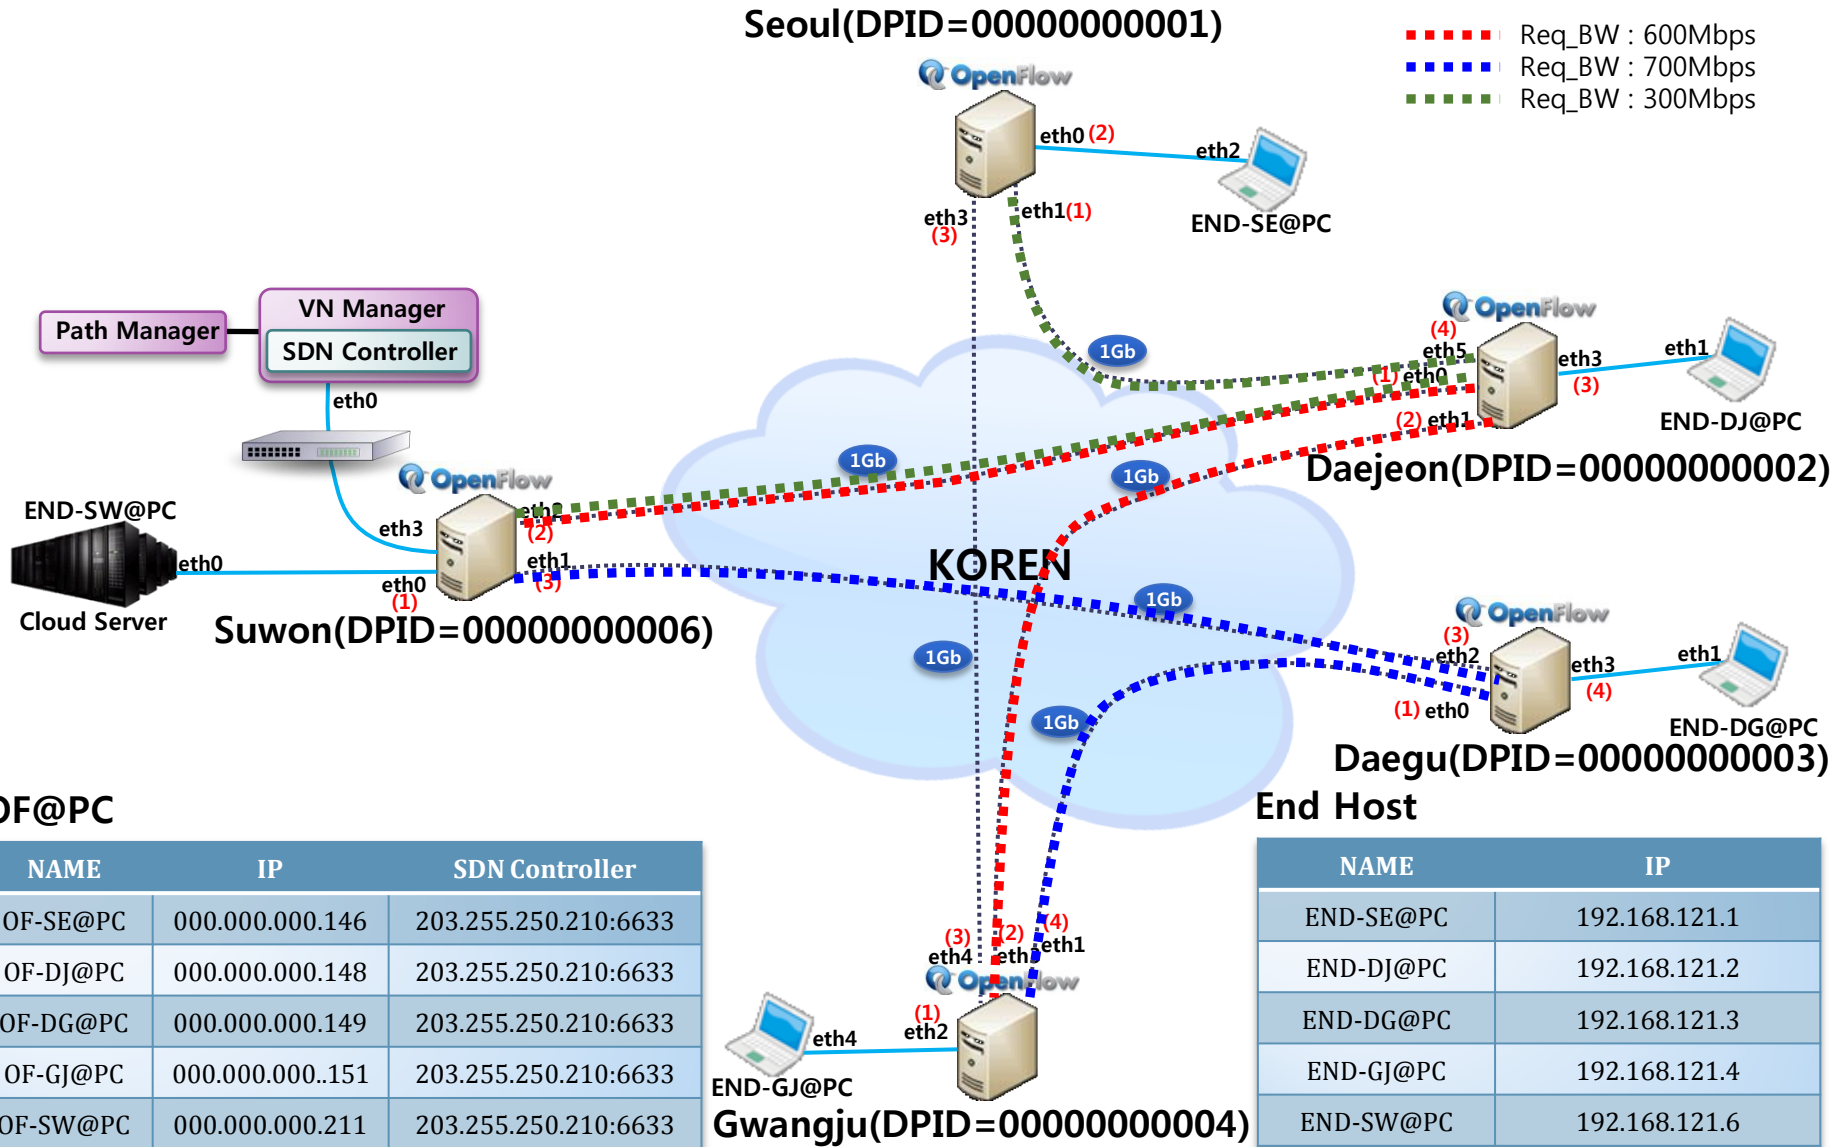 Seoul(DPID=00000000001)
Req_BW : 600Mbps
Req_BW : 700Mbps
Req_BW : 300Mbps
OpenFlow
eth0 (2)
eth2
END-SE@PC
eth3
(3)
eth1(1)
VN Manager
SDN Controller
Path Manager
eth0
OpenFlow
(4)
eth5
(1) eth0
(2) eth1
eth3
(3)
eth1
END-DJ@PC
Daejeon(DPID=00000000002)
1Gb
1Gb
1Gb
OpenFlow
END-SW@PC
eth0
Cloud Server
eth3
eth0
(1)
eth2
(2)
eth1
(3)
Suwon(DPID=00000000006)
KOREN
1Gb
1Gb
1Gb
OpenFlow
(3)
eth2
(1) eth0
eth3
(4)
eth1
END-DG@PC
Daegu(DPID=00000000003)
OF@PC
NAME IP SDN Controller
OF-SE@PC 000.000.000.146 203.255.250.210:6633
OF-DJ@PC 000.000.000.148 203.255.250.210:6633
OF-DG@PC 000.000.000.149 203.255.250.210:6633
OF-GJ@PC 000.000.000..151 203.255.250.210:6633
OF-SW@PC 000.000.000.211 203.255.250.210:6633
(3)
eth4
(2)
(4)
eth1
OpenFlow
(1)
eth2
eth4
END-GJ@PC
Gwangju(DPID=00000000004)
End Host
NAME IP
END-SE@PC 192.168.121.1
END-DJ@PC 192.168.121.2
END-DG@PC 192.168.121.3
END-GJ@PC 192.168.121.4
END-SW@PC 192.168.121.6